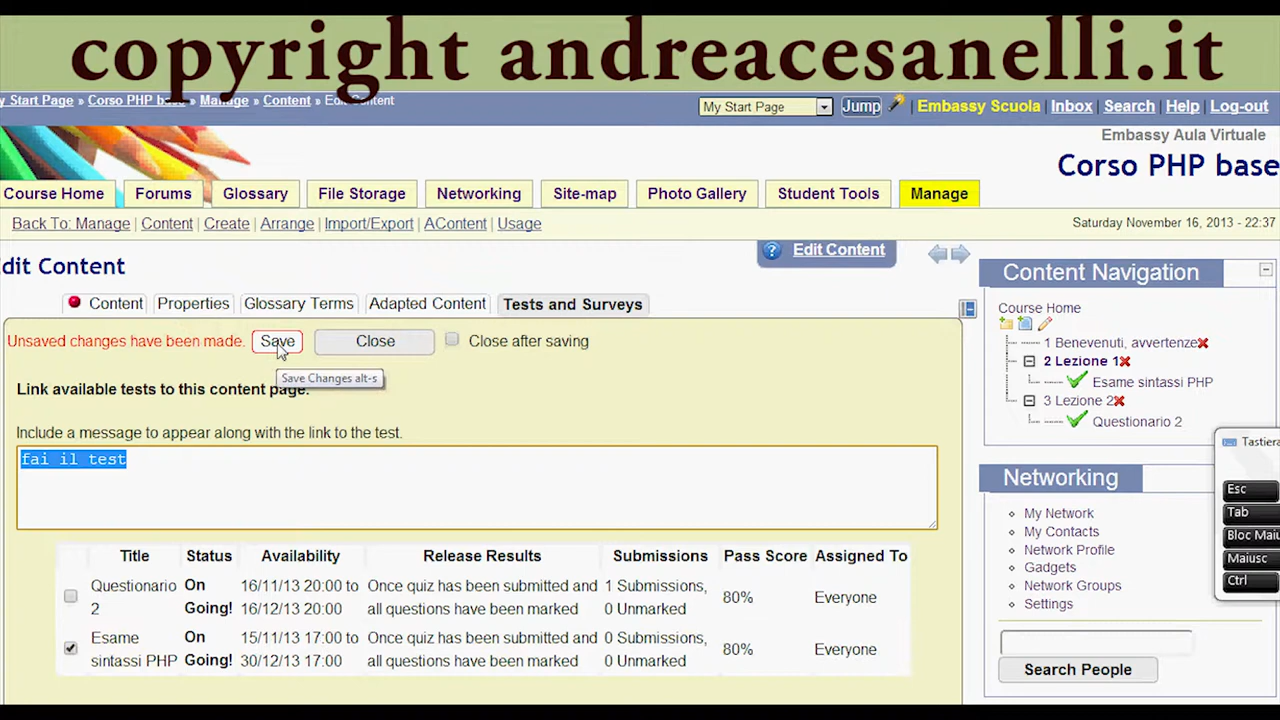 copyright andreacesanelli.it
y Start Page » Corso PHP base » Manage » Content » Edit Content
My Start Page Jump | Embassy Scuola | Inbox | Search | Help | Log-out
Embassy Aula Virtuale
Corso PHP base
Course Home Forums Glossary File Storage Networking Site-map Photo Gallery Student Tools Manage
Back To: Manage | Content | Create | Arrange | Import/Export | AContent | Usage
Saturday November 16, 2013 - 22:37
dit Content
? Edit Content
Content Properties Glossary Terms Adapted Content Tests and Surveys
Unsaved changes have been made. Save Close Close after saving
Save Changes alt-s
Link available tests to this content page.
Include a message to appear along with the link to the test.
fai il test
Title Status Availability Release Results Submissions Pass Score Assigned To
Questionario 2 On Going! 16/11/13 20:00 to 16/12/13 20:00 Once quiz has been submitted and all questions have been marked 1 Submissions, 0 Unmarked 80% Everyone
Esame sintassi PHP On Going! 15/11/13 17:00 to 30/12/13 17:00 Once quiz has been submitted and all questions have been marked 0 Submissions, 0 Unmarked 80% Everyone
Content Navigation
Course Home
1 Benevenuti, avvertenze
2 Lezione 1
Esame sintassi PHP
3 Lezione 2
Questionario 2
Networking
My Network
My Contacts
Network Profile
Gadgets
Network Groups
Settings
Search People
Tastiera
Esc
Tab
Bloc Maiu
Maiusc
Ctrl